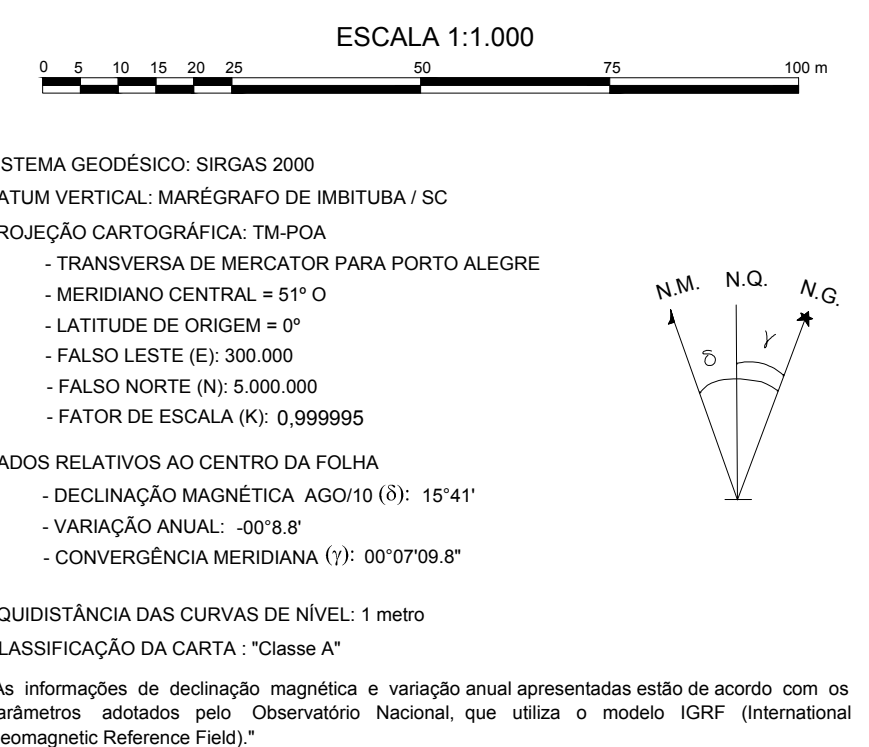 ESCALA 1:1.000
0 5 10 15 20 25 50 75 100 m
ISTEMA GEODÉSICO: SIRGAS 2000
ATUM VERTICAL: MARÉGRAFO DE IMBITUBA / SC
ROJEÇÃO CARTOGRÁFICA: TM-POA
- TRANSVERSA DE MERCATOR PARA PORTO ALEGRE
- MERIDIANO CENTRAL = 51º O
- LATITUDE DE ORIGEM = 0º
- FALSO LESTE (E): 300.000
- FALSO NORTE (N): 5.000.000
- FATOR DE ESCALA (K): 0,999995
N.M. N.Q. N.G.
δ γ
ADOS RELATIVOS AO CENTRO DA FOLHA
- DECLINAÇÃO MAGNÉTICA AGO/10 (δ): 15°41'
- VARIAÇÃO ANUAL: -00°8.8'
- CONVERGÊNCIA MERIDIANA (γ): 00°07'09.8"
QUIDISTÂNCIA DAS CURVAS DE NÍVEL: 1 metro
LASSIFICAÇÃO DA CARTA : "Classe A"
As informações de declinação magnética e variação anual apresentadas estão de acordo com os
arâmetros adotados pelo Observatório Nacional, que utiliza o modelo IGRF (International
eomagnetic Reference Field)."